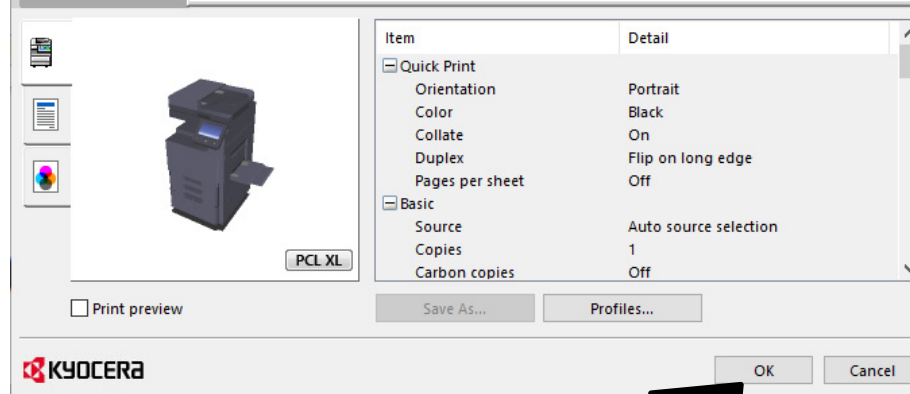 Item Detail
Quick Print
Orientation Portrait
Color Black
Collate On
Duplex Flip on long edge
Pages per sheet Off
Basic
Source Auto source selection
Copies 1
Carbon copies Off
PCL XL
Print preview
Save As... Profiles...
KYOCERA
OK Cancel